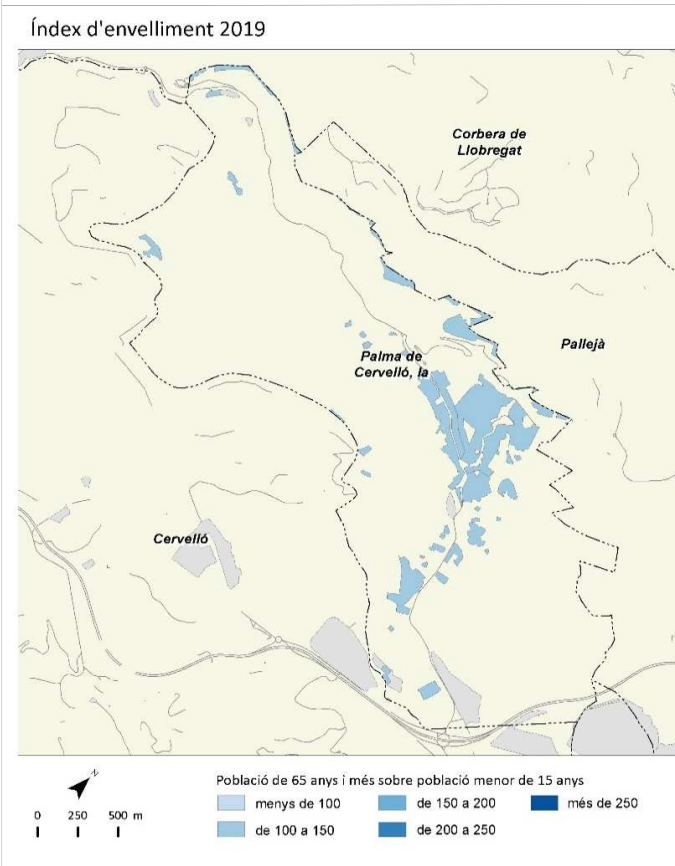 Índex d'envelliment 2019
Corbera de
Llobregat
Pallejà
Palma de
Cervelló, la
Cervelló
N
0 250 500 m
Població de 65 anys i més sobre població menor de 15 anys
menys de 100
de 150 a 200
més de 250
de 100 a 150
de 200 a 250